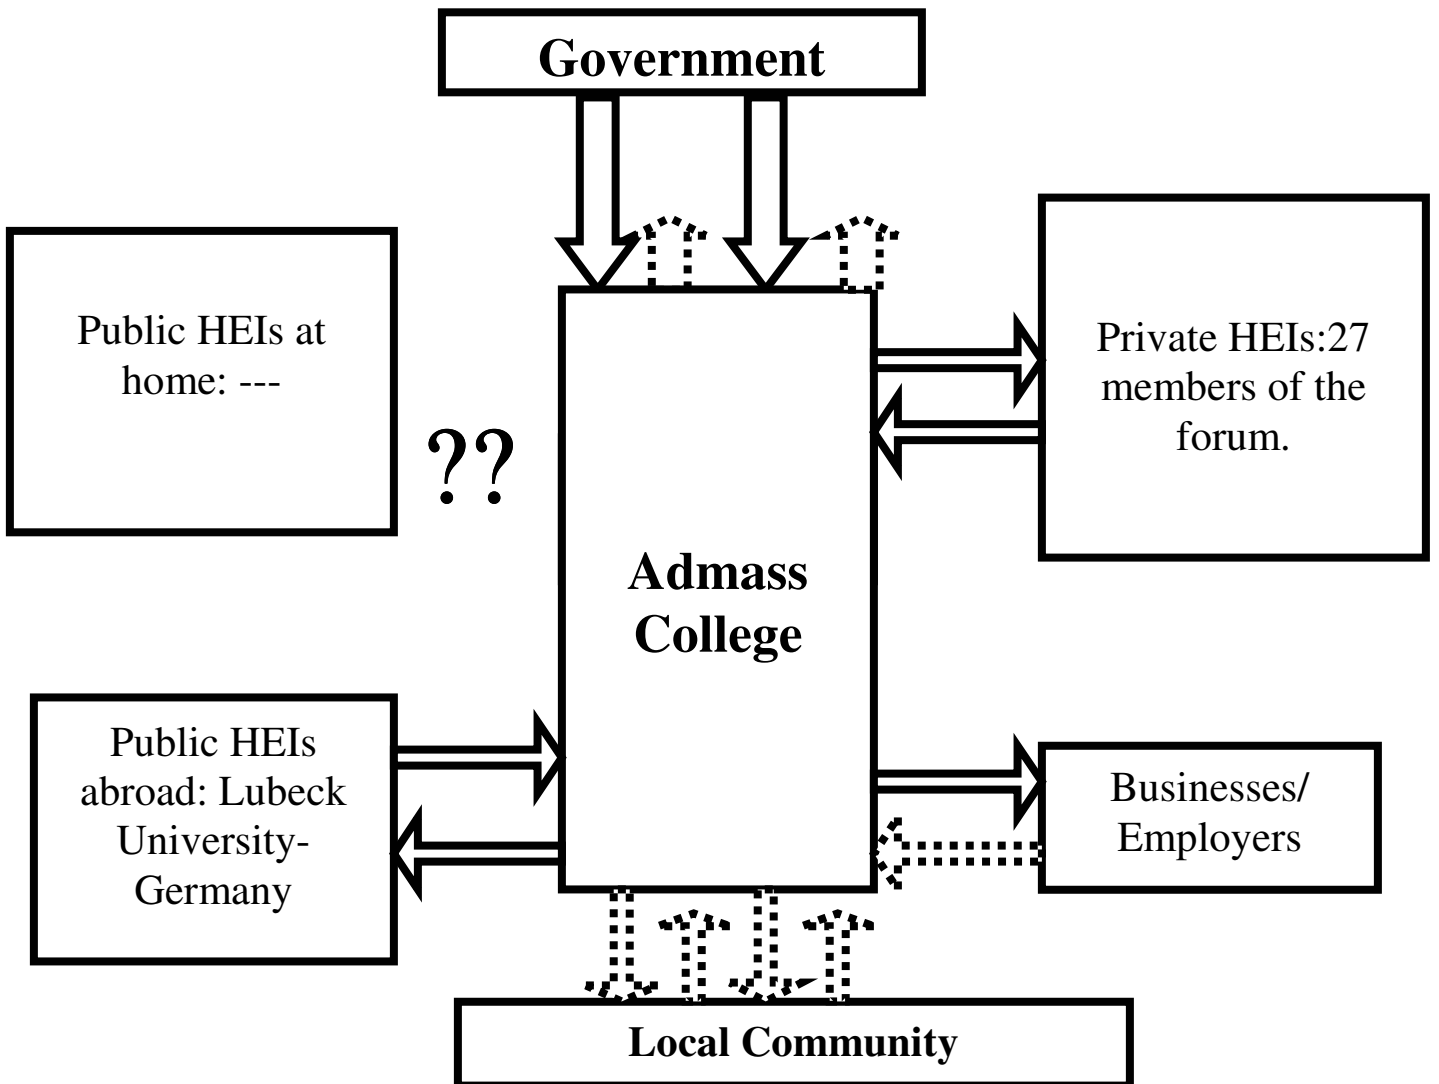 Government
Public HEIs at
home: ---
Private HEIs:27
members of the
forum.
??
Admass
College
Public HEIs
abroad: Lubeck
University-
Germany
Businesses/
Employers
Local Community